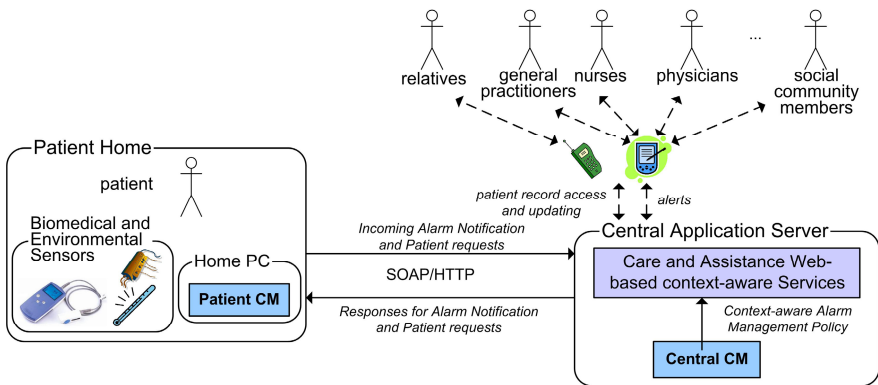 ...
relatives
general
practitioners
nurses
physicians
social
community
members
Patient Home
patient
Biomedical and
Environmental
Sensors
Home PC
Patient CM
Incoming Alarm Notification
and Patient requests
SOAP/HTTP
Responses for Alarm Notification
and Patient requests
patient record access
and updating
alerts
Central Application Server
Care and Assistance Web-
based context-aware Services
Context-aware Alarm
Management Policy
Central CM